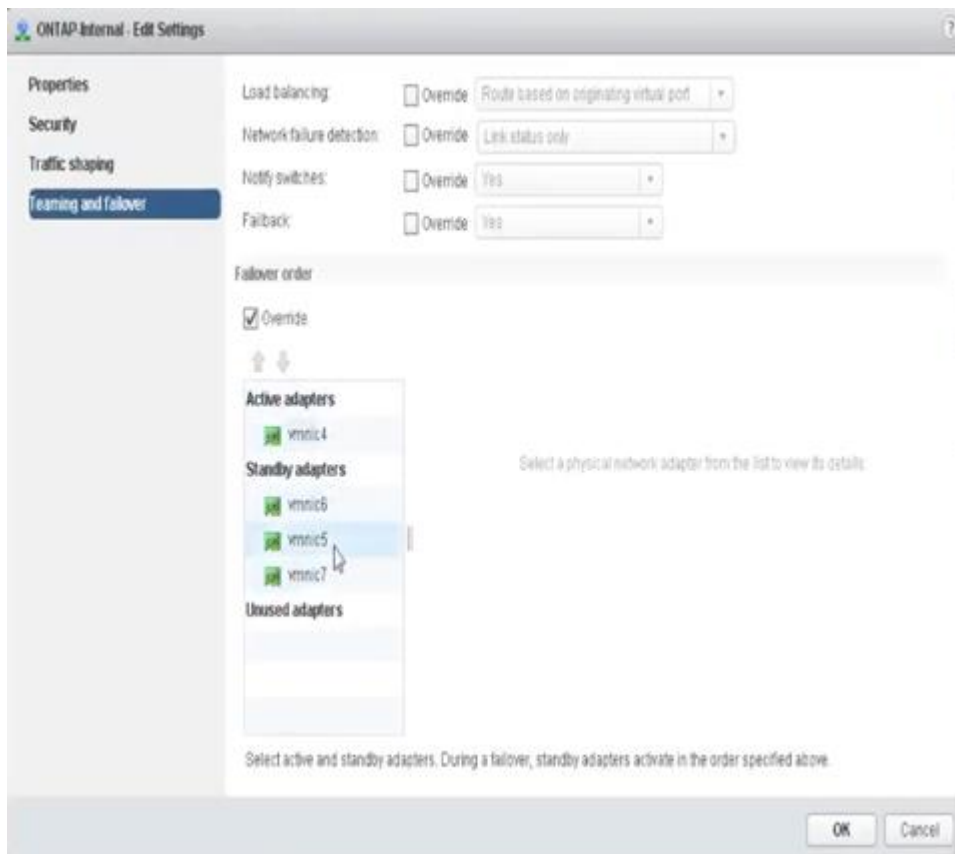 ONTAP-Internal - Edit Settings
?
Properties
Security
Traffic shaping
Teaming and failover
Load balancing:
Override
Route based on originating virtual port
Network failure detection:
Override
Link status only
Notify switches:
Override
Yes
Failback:
Override
Yes
Failover order
Override
Active adapters
vmnic4
Standby adapters
vmnic6
vmnic5
vmnic7
Unused adapters
Select a physical network adapter from the list to view its details.
Select active and standby adapters. During a failover, standby adapters activate in the order specified above.
OK
Cancel